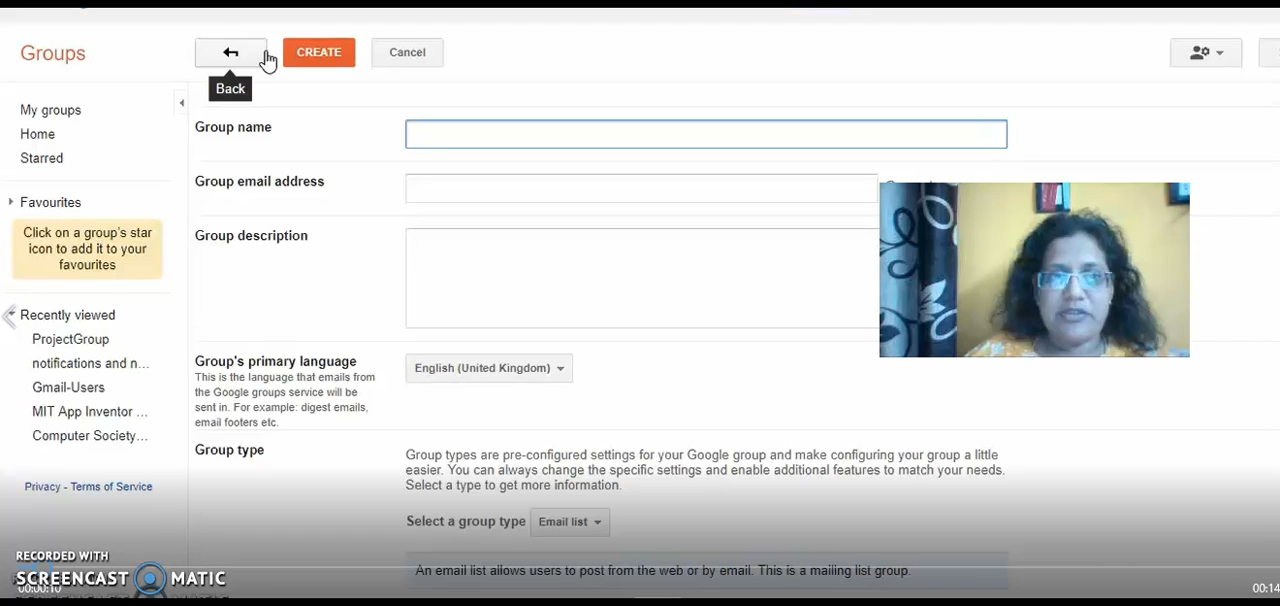 Groups
CREATE
Cancel
Back
My groups
Home
Starred
Favourites
Click on a group's star
icon to add it to your
favourites
Recently viewed
ProjectGroup
notifications and n...
Gmail-Users
MIT App Inventor ...
Computer Society...
Privacy - Terms of Service
Group name
Group email address
Group description
Group's primary language
This is the language that emails from
the Google groups service will be
sent in. For example: digest emails,
email footers etc.
English (United Kingdom)
Group type
Group types are pre-configured settings for your Google group and make configuring your group a little
easier. You can always change the specific settings and enable additional features to match your needs.
Select a type to get more information.
Select a group type Email list
An email list allows users to post from the web or by email. This is a mailing list group.
RECORDED WITH
SCREENCAST MATIC
00:00:10
00:14